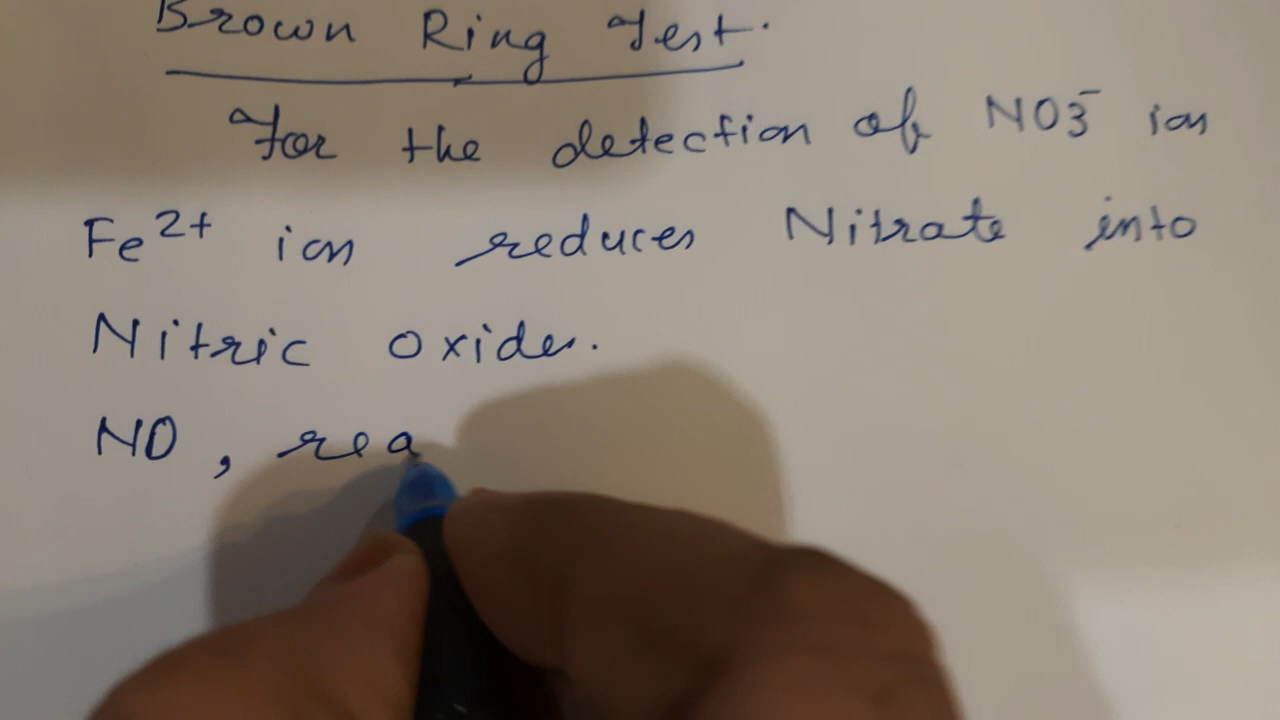 Brown Ring Test.
For the detection of NO3⁻ ion
Fe²⁺ ion reduces Nitrate into
Nitric oxide.
NO, rea